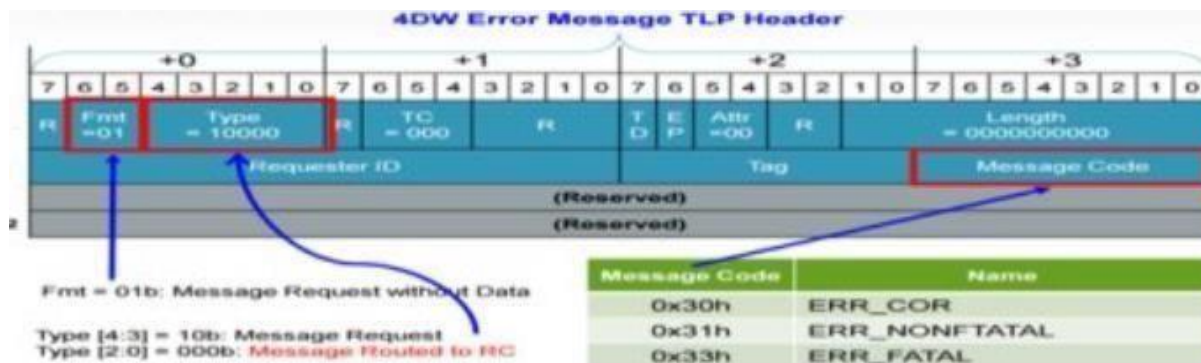 4DW Error Message TLP Header
+0 +1 +2 +3
7 6 5 4 3 2 1 0 7 6 5 4 3 2 1 0 7 6 5 4 3 2 1 0 7 6 5 4 3 2 1 0
R Fmt =01 Type = 10000 R TC = 000 R TD EP Attr =00 R Length = 0000000000
Requester ID Tag Message Code
(Reserved)
(Reserved)
Fmt = 01b: Message Request without Data
Type [4:3] = 10b: Message Request
Type [2:0] = 000b: Message Routed to RC
Message Code Name
0x30h ERR_COR
0x31h ERR_NONFTATAL
0x33h ERR_FATAL